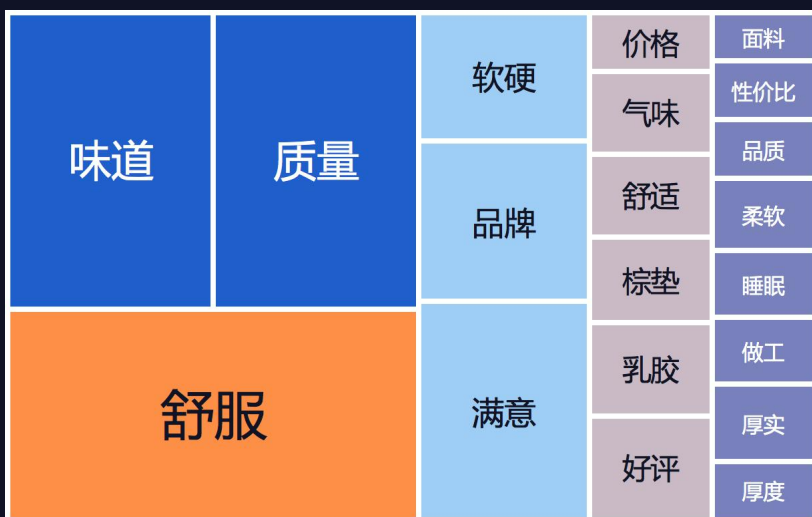 味道
质量
舒服
软硬
品牌
满意
价格
气味
舒适
棕垫
乳胶
好评
面料
性价比
品质
柔软
睡眠
做工
厚实
厚度